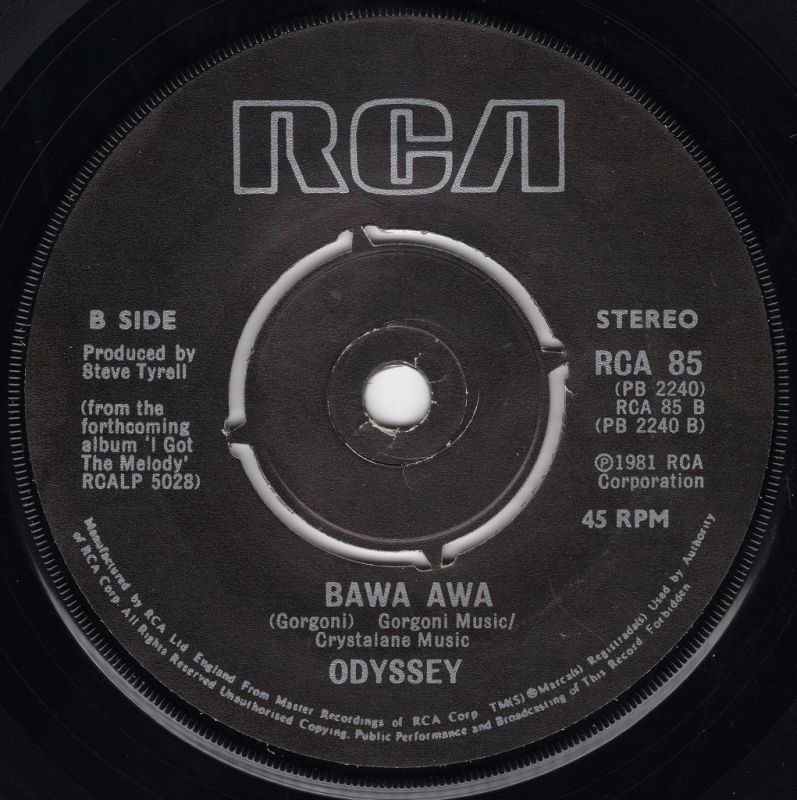 RCA
B SIDE
Produced by
Steve Tyrell
(from the
forthcoming
album 'I Got
The Melody'
RCALP 5028)
STEREO
RCA 85
(PB 2240)
RCA 85 B
(PB 2240 B)
℗1981 RCA
Corporation
45 RPM
BAWA AWA
(Gorgoni) Gorgoni Music/
Crystalane Music
ODYSSEY
Manufactured by RCA Ltd England From Master Recordings of RCA Corp. TM(S) ®Marca(s) Registrada(s) Used by Authority
of RCA Corp. All Rights Reserved Unauthorised Copying, Public Performance and Broadcasting of This Record Forbidden